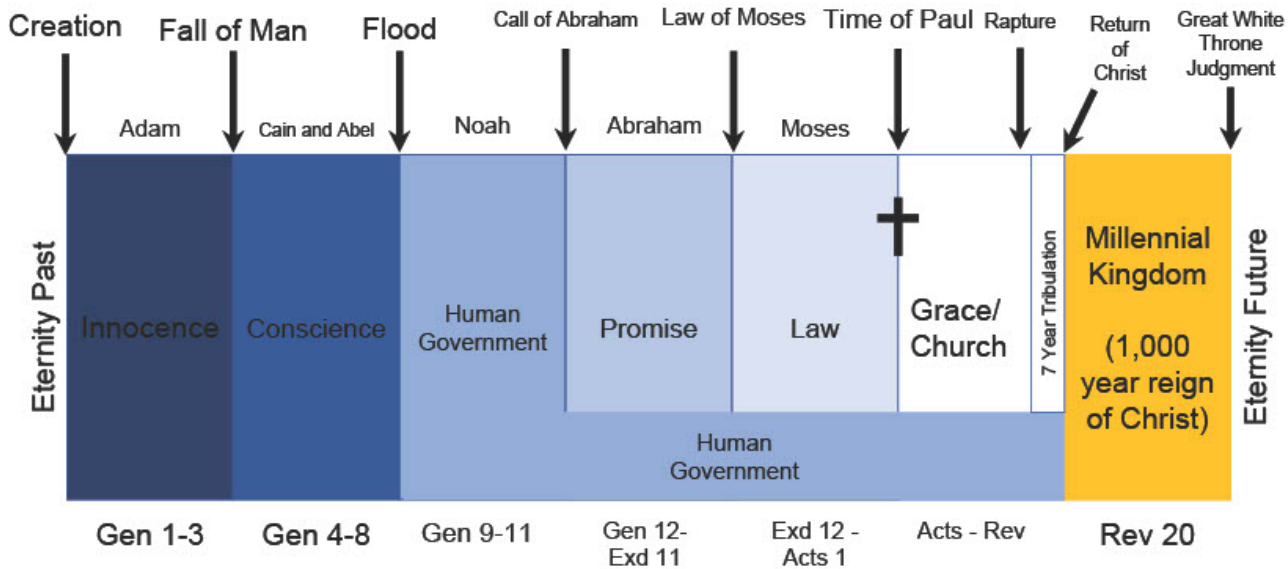 Creation
Fall of Man
Flood
Call of Abraham
Law of Moses
Time of Paul
Rapture
Return
of
Christ
Great White
Throne
Judgment
Adam
Cain and Abel
Noah
Abraham
Moses
Eternity Past
Innocence
Conscience
Human
Government
Promise
Law
Grace/
Church
7 Year Tribulation
Millennial
Kingdom
(1,000
year reign
of Christ)
Eternity Future
Human
Government
Gen 1-3
Gen 4-8
Gen 9-11
Gen 12-
Exd 11
Exd 12 -
Acts 1
Acts - Rev
Rev 20